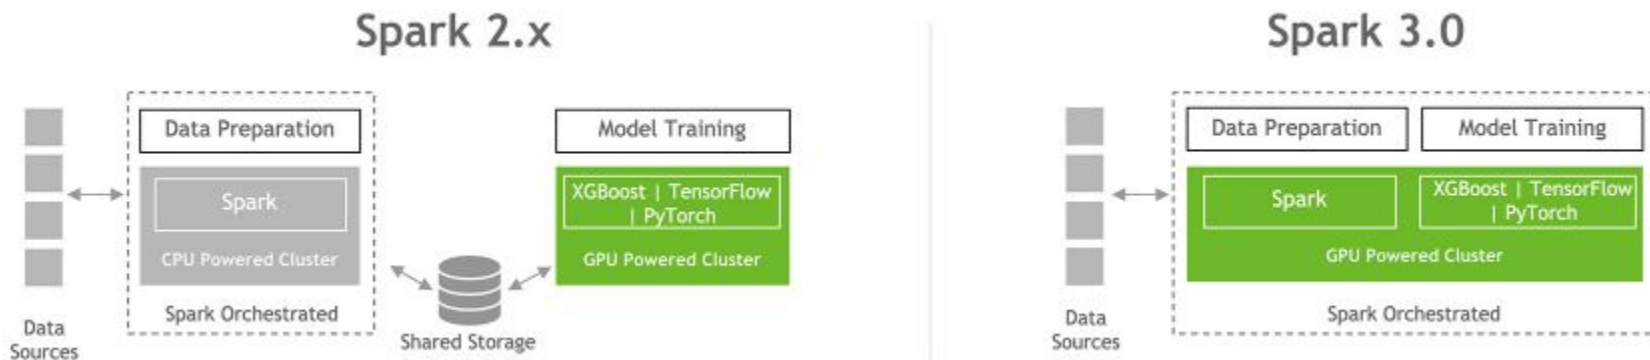 Spark 2.x
Data Preparation
Spark
CPU Powered Cluster
Spark Orchestrated
Data
Sources
Shared Storage
Model Training
XGBoost | TensorFlow
| PyTorch
GPU Powered Cluster
Spark 3.0
Data Preparation
Model Training
Spark
XGBoost | TensorFlow
| PyTorch
GPU Powered Cluster
Spark Orchestrated
Data
Sources